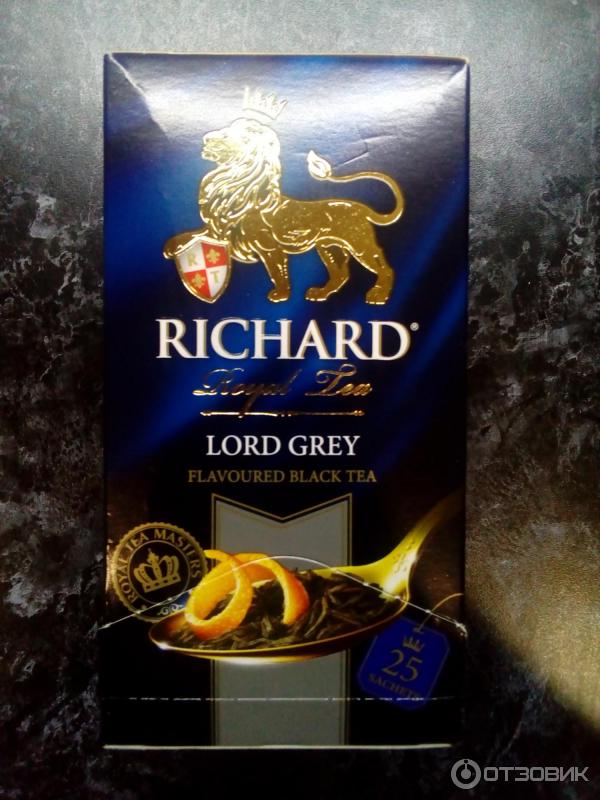 R T
RICHARD®
Royal Tea
LORD GREY
FLAVOURED BLACK TEA
ROYAL TEA MASTERS
25
SACHETS
ОТЗОВИК